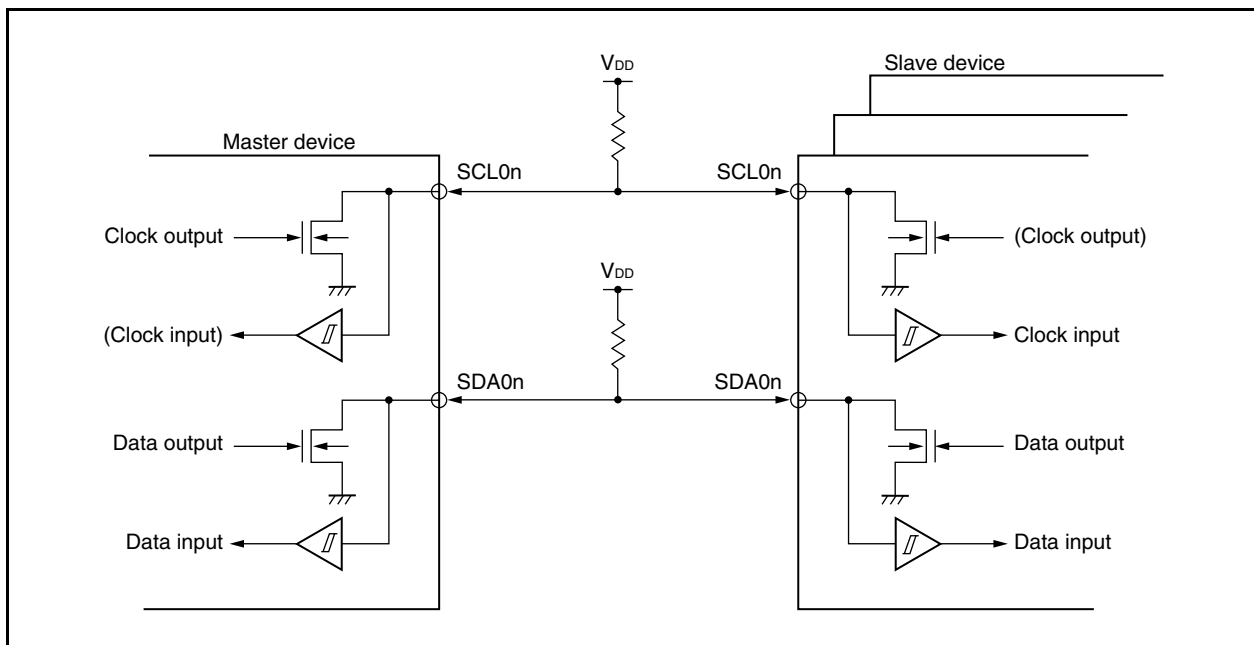 VDD
Slave device
Master device
SCL0n
SCL0n
Clock output
(Clock output)
VDD
(Clock input)
Clock input
SDA0n
SDA0n
Data output
Data output
Data input
Data input